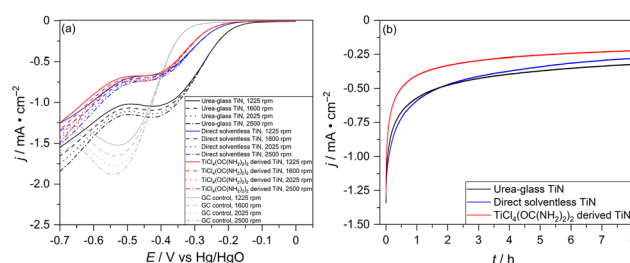 (a)
0.0
-0.5
-1.0
-1.5
-2.0
-2.5
j / mA • cm⁻²
Urea-glass TiN, 1225 rpm
Urea-glass TiN, 1600 rpm
Urea-glass TiN, 2025 rpm
Urea-glass TiN, 2500 rpm
Direct solventless TiN, 1225 rpm
Direct solventless TiN, 1600 rpm
Direct solventless TiN, 2025 rpm
Direct solventless TiN, 2500 rpm
TiCl₄(OC(NH₂)₂)₂ derived TiN, 1225 rpm
TiCl₄(OC(NH₂)₂)₂ derived TiN, 1600 rpm
TiCl₄(OC(NH₂)₂)₂ derived TiN, 2025 rpm
TiCl₄(OC(NH₂)₂)₂ derived TiN, 2500 rpm
GC control, 1225 rpm
GC control, 1600 rpm
GC control, 2025 rpm
GC control, 2500 rpm
-0.7 -0.6 -0.5 -0.4 -0.3 -0.2 -0.1 0.0
E / V vs Hg/HgO
(b)
0.00
-0.25
-0.50
-0.75
-1.00
-1.25
-1.50
j / mA • cm⁻²
Urea-glass TiN
Direct solventless TiN
TiCl₄(OC(NH₂)₂)₂ derived TiN
0 2 4 6 8
t / h